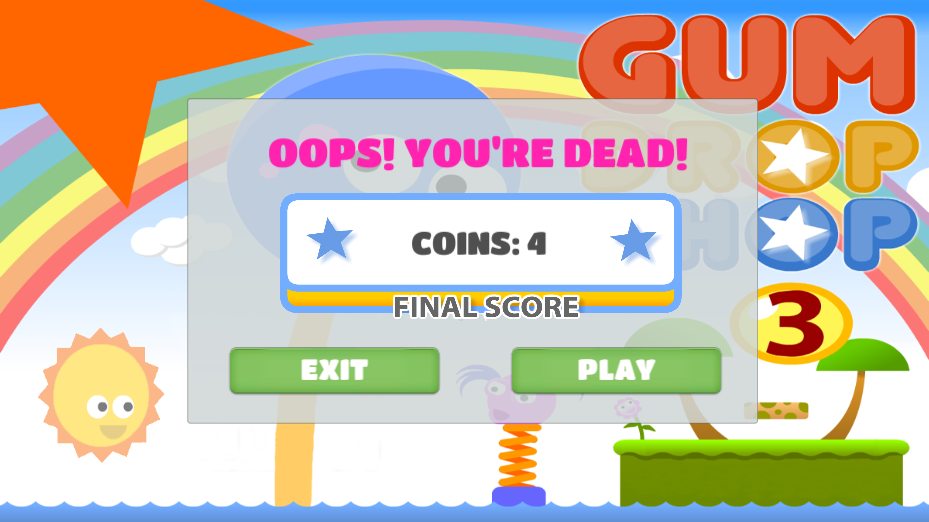 GUM
DROP
HOP
3
OOPS! YOU'RE DEAD!
COINS: 4
FINAL SCORE
EXIT
PLAY